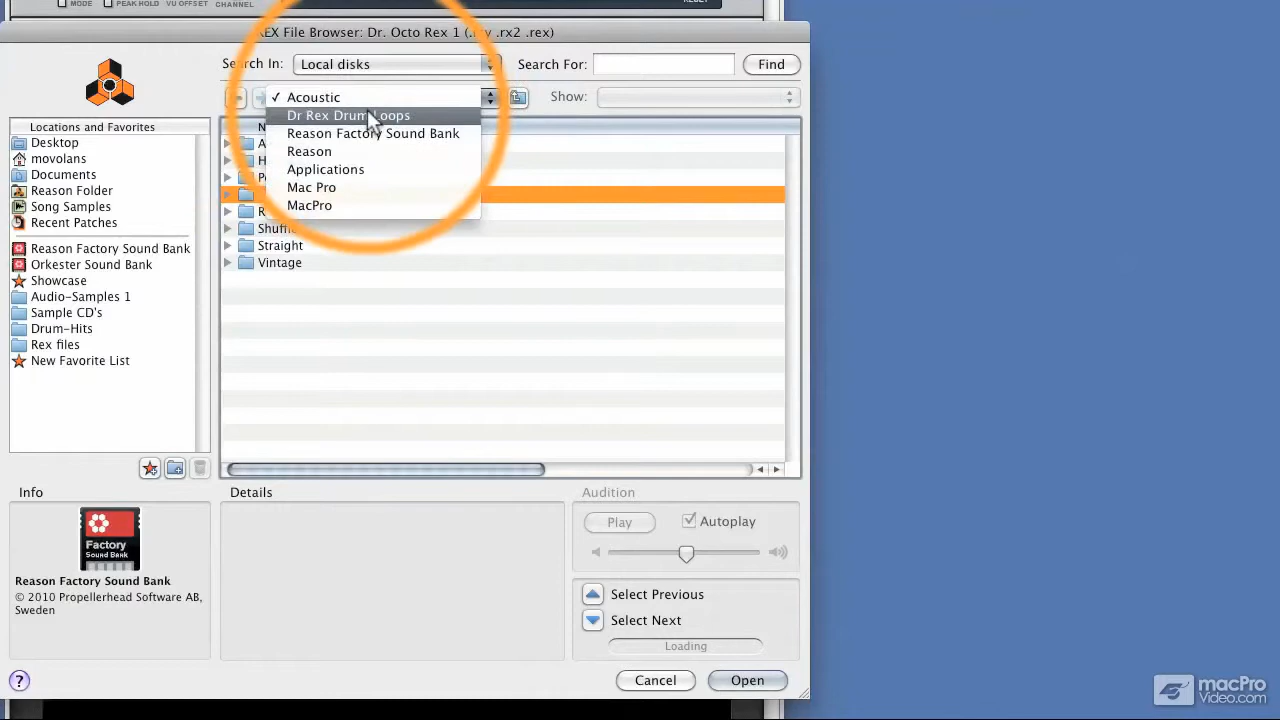 MODE PEAK HOLD VU OFFSET CHANNEL RESET
REX File Browser: Dr. Octo Rex 1 (.rcy .rx2 .rex)
Search In: Local disks Search For: Find
✓ Acoustic Show:
Dr Rex Drum Loops
Reason Factory Sound Bank
Reason
Applications
Mac Pro
MacPro
Straight
Vintage
Locations and Favorites
Desktop
movolans
Documents
Reason Folder
Song Samples
Recent Patches
Reason Factory Sound Bank
Orkester Sound Bank
Showcase
Audio-Samples 1
Sample CD's
Drum-Hits
Rex files
New Favorite List
Info
Factory
Sound Bank
Reason Factory Sound Bank
© 2010 Propellerhead Software AB,
Sweden
Details
Audition
Play Autoplay
Select Previous
Select Next
Loading
? Cancel Open
macPro
Video.com